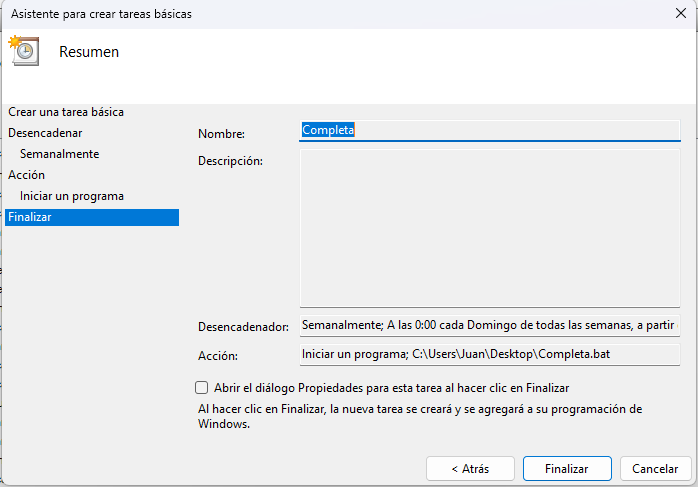 Asistente para crear tareas básicas
Resumen
Crear una tarea básica
Desencadenar
Semanalmente
Acción
Iniciar un programa
Finalizar
Nombre: Completa
Descripción:
Desencadenador: Semanalmente; A las 0:00 cada Domingo de todas las semanas, a partir
Acción: Iniciar un programa; C:\Users\Juan\Desktop\Completa.bat
Abrir el diálogo Propiedades para esta tarea al hacer clic en Finalizar
Al hacer clic en Finalizar, la nueva tarea se creará y se agregará a su programación de
Windows.
< Atrás Finalizar Cancelar